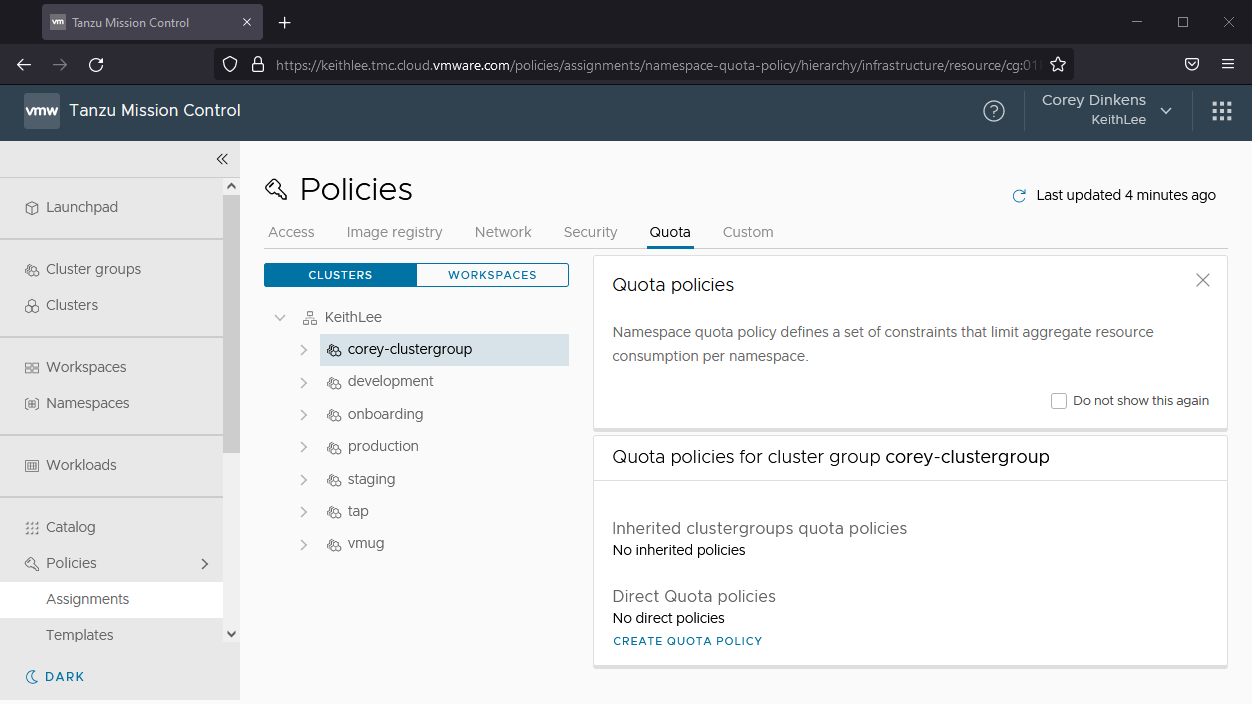 vm Tanzu Mission Control
https://keithlee.tmc.cloud.vmware.com/policies/assignments/namespace-quota-policy/hierarchy/infrastructure/resource/cg:01
vmw Tanzu Mission Control
Corey Dinkens
KeithLee
Launchpad
Cluster groups
Clusters
Workspaces
Namespaces
Workloads
Catalog
Policies
Assignments
Templates
DARK
Policies
Last updated 4 minutes ago
Access Image registry Network Security Quota Custom
CLUSTERS WORKSPACES
KeithLee
corey-clustergroup
development
onboarding
production
staging
tap
vmug
Quota policies
Namespace quota policy defines a set of constraints that limit aggregate resource
consumption per namespace.
Do not show this again
Quota policies for cluster group corey-clustergroup
Inherited clustergroups quota policies
No inherited policies
Direct Quota policies
No direct policies
CREATE QUOTA POLICY